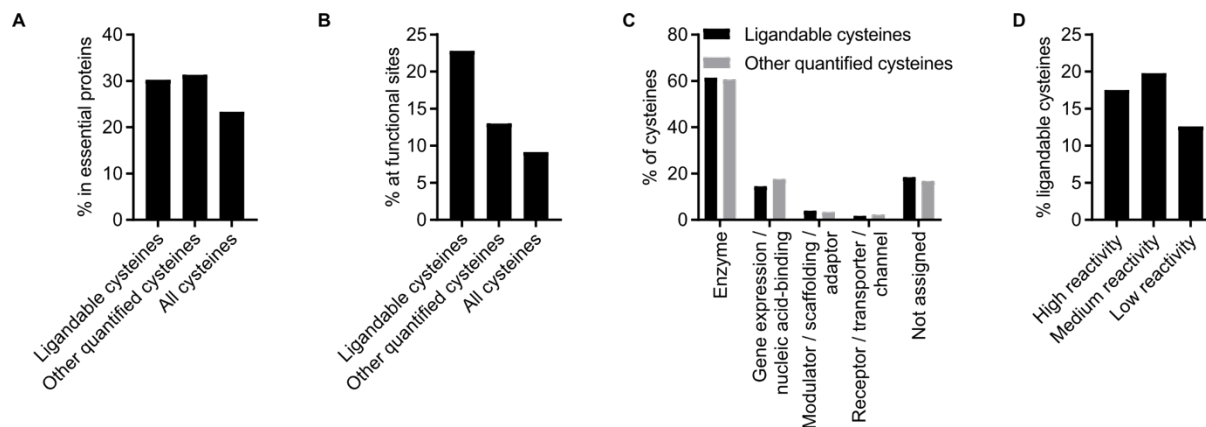 A
% in essential proteins
40
30
20
10
0
Ligandable cysteines
Other quantified cysteines
All cysteines
B
% at functional sites
25
20
15
10
5
0
Ligandable cysteines
Other quantified cysteines
All cysteines
C
Ligandable cysteines
Other quantified cysteines
% of cysteines
80
60
40
20
0
Enzyme
Gene expression /
nucleic acid-binding
Modulator / scaffolding /
adaptor
Receptor / transporter /
channel
Not assigned
D
% ligandable cysteines
25
20
15
10
5
0
High reactivity
Medium reactivity
Low reactivity